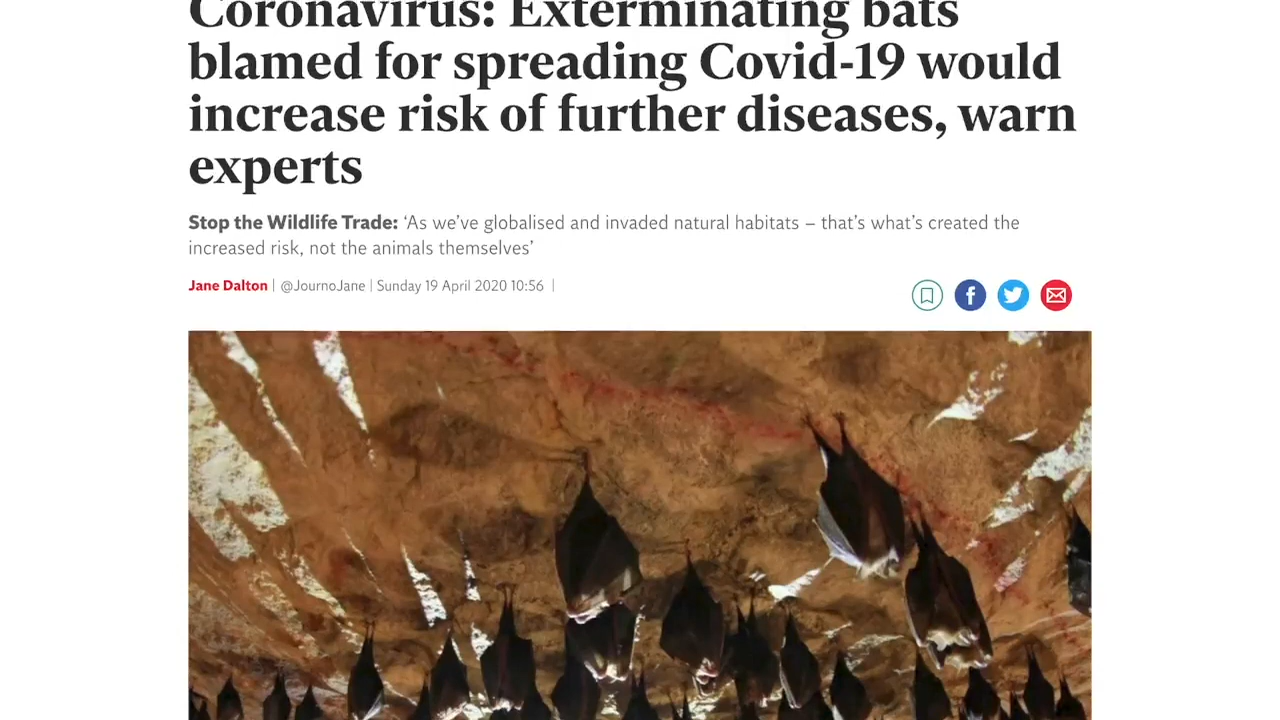 Coronavirus: Exterminating bats
blamed for spreading Covid-19 would
increase risk of further diseases, warn
experts
Stop the Wildlife Trade: ‘As we’ve globalised and invaded natural habitats – that’s what’s created the
increased risk, not the animals themselves’
Jane Dalton | @JournoJane | Sunday 19 April 2020 10:56 |